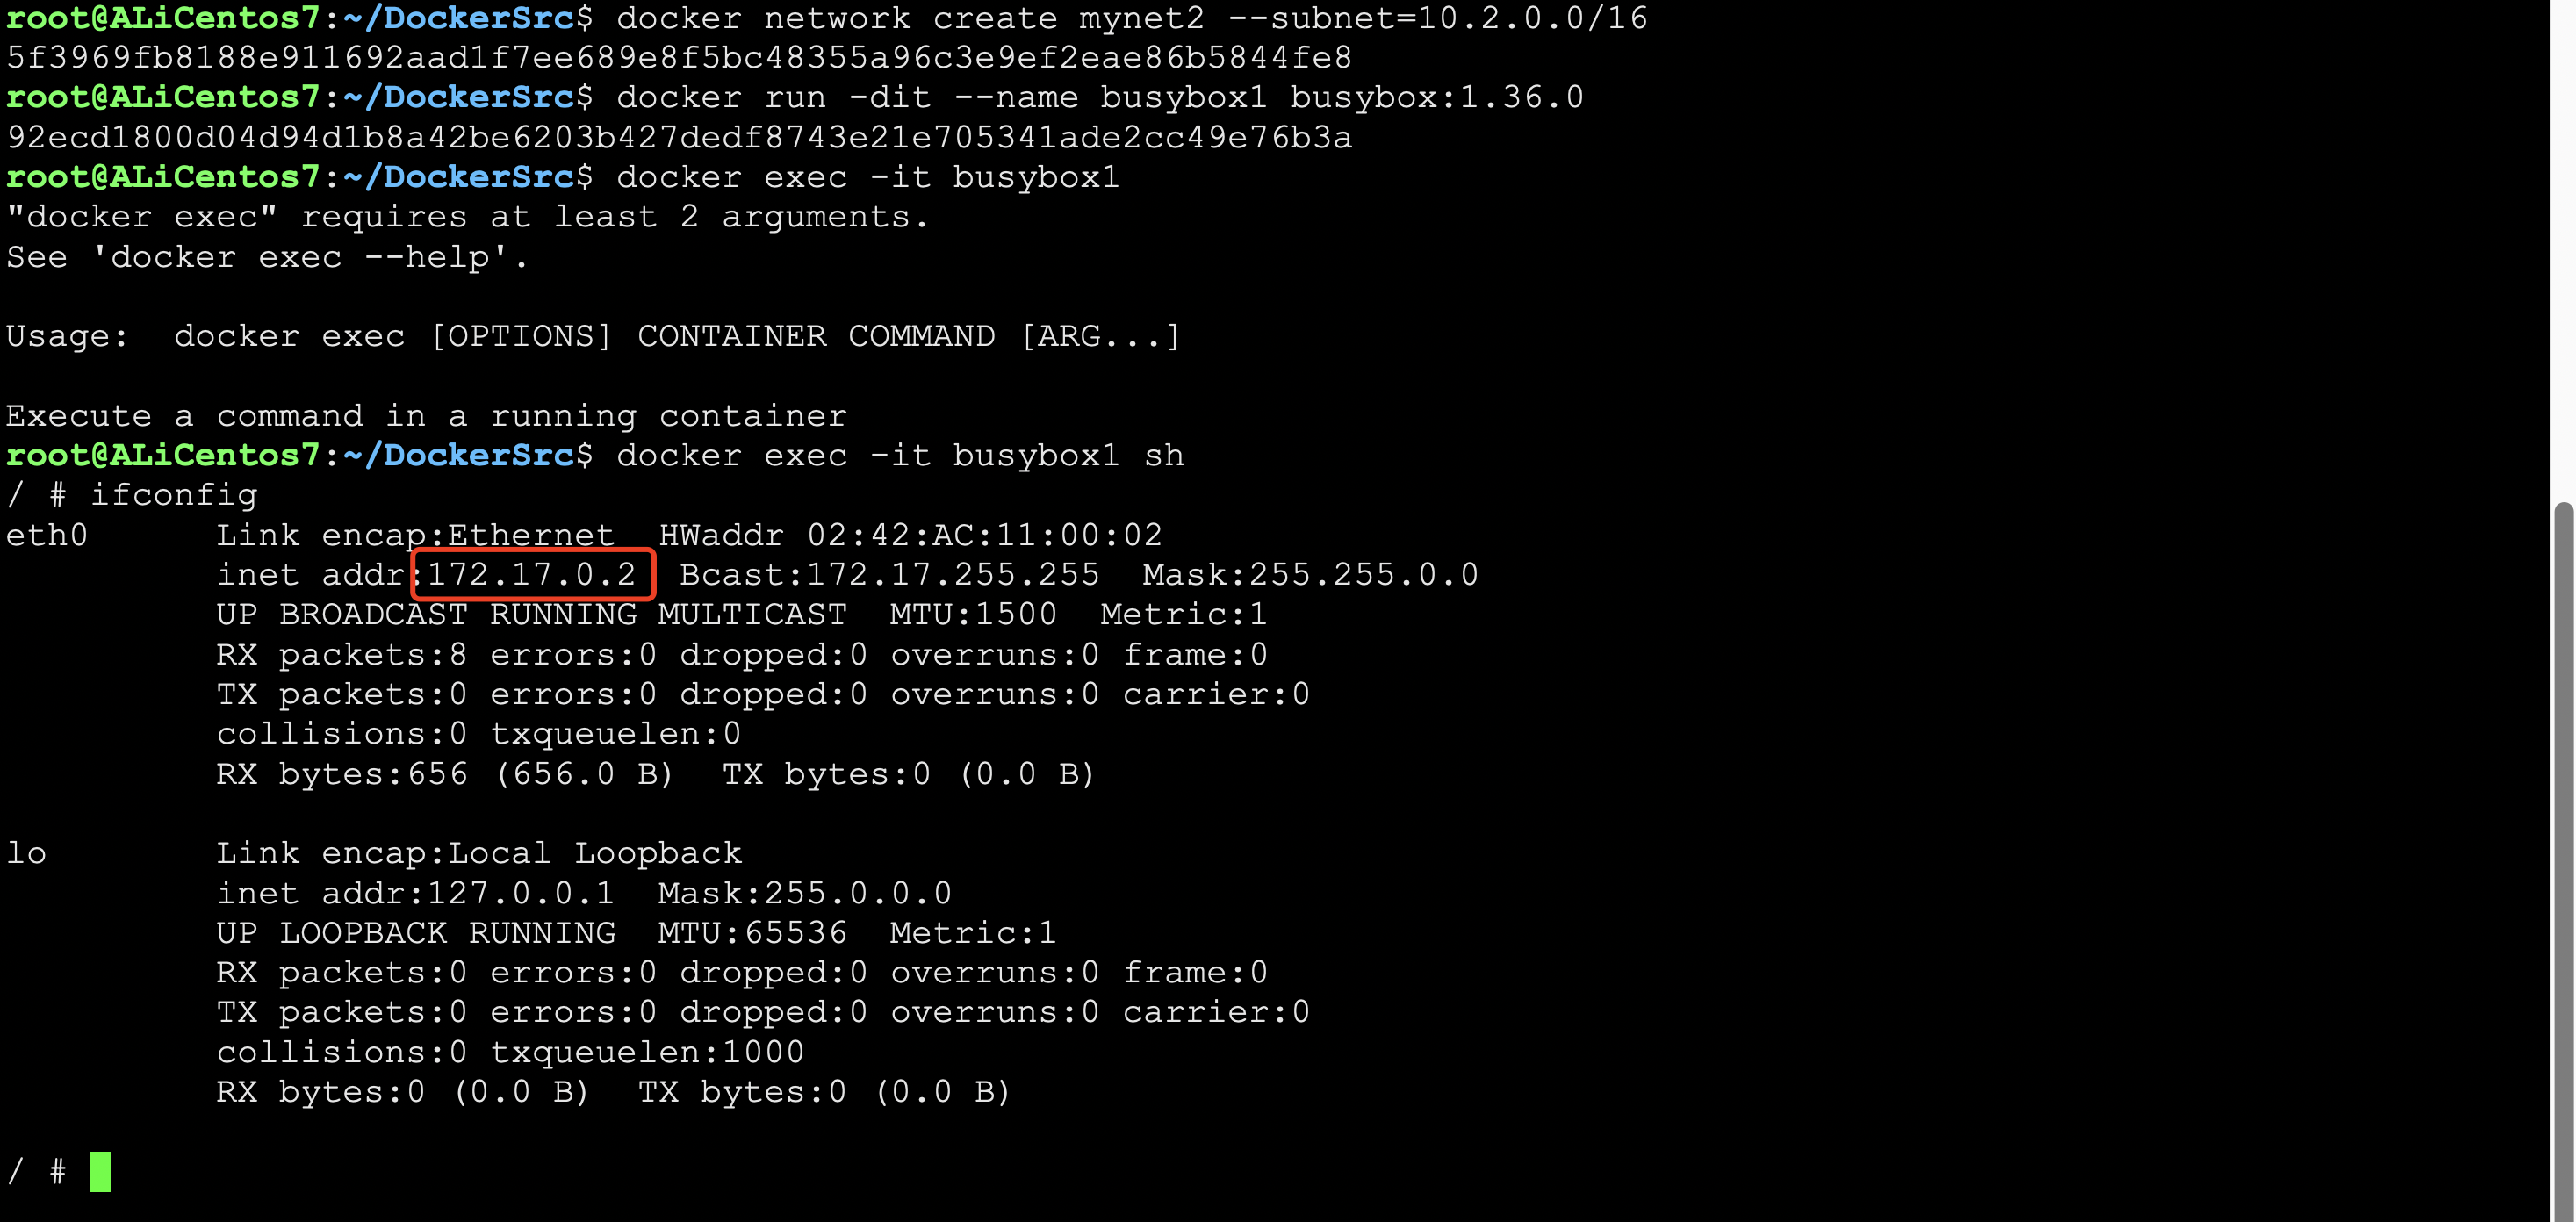 root@ALiCentos7:~/DockerSrc$ docker network create mynet2 --subnet=10.2.0.0/16
5f3969fb8188e911692aad1f7ee689e8f5bc48355a96c3e9ef2eae86b5844fe8
root@ALiCentos7:~/DockerSrc$ docker run -dit --name busybox1 busybox:1.36.0
92ecd1800d04d94d1b8a42be6203b427dedf8743e21e705341ade2cc49e76b3a
root@ALiCentos7:~/DockerSrc$ docker exec -it busybox1
"docker exec" requires at least 2 arguments.
See 'docker exec --help'.
Usage:  docker exec [OPTIONS] CONTAINER COMMAND [ARG...]
Execute a command in a running container
root@ALiCentos7:~/DockerSrc$ docker exec -it busybox1 sh
/ # ifconfig
eth0      Link encap:Ethernet  HWaddr 02:42:AC:11:00:02
          inet addr:172.17.0.2  Bcast:172.17.255.255  Mask:255.255.0.0
          UP BROADCAST RUNNING MULTICAST  MTU:1500  Metric:1
          RX packets:8 errors:0 dropped:0 overruns:0 frame:0
          TX packets:0 errors:0 dropped:0 overruns:0 carrier:0
          collisions:0 txqueuelen:0
          RX bytes:656 (656.0 B)  TX bytes:0 (0.0 B)
lo        Link encap:Local Loopback
          inet addr:127.0.0.1  Mask:255.0.0.0
          UP LOOPBACK RUNNING  MTU:65536  Metric:1
          RX packets:0 errors:0 dropped:0 overruns:0 frame:0
          TX packets:0 errors:0 dropped:0 overruns:0 carrier:0
          collisions:0 txqueuelen:1000
          RX bytes:0 (0.0 B)  TX bytes:0 (0.0 B)
/ #